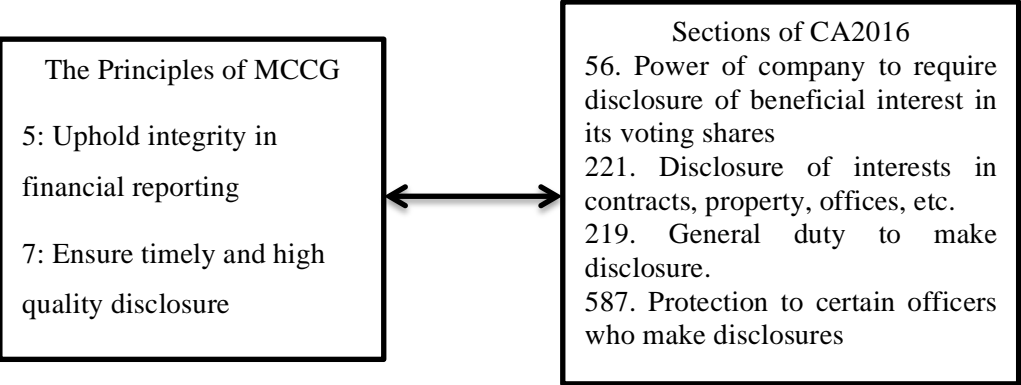 The Principles of MCCG
5: Uphold integrity in
financial reporting
7: Ensure timely and high
quality disclosure
Sections of CA2016
56. Power of company to require
disclosure of beneficial interest in
its voting shares
221. Disclosure of interests in
contracts, property, offices, etc.
219. General duty to make
disclosure.
587. Protection to certain officers
who make disclosures